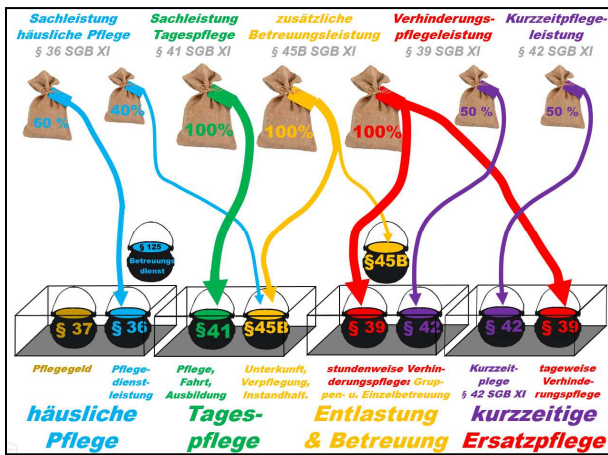 Sachleistung
häusliche Pflege
§ 36 SGB XI
Sachleistung
Tagespflege
§ 41 SGB XI
zusätzliche
Betreuungsleistung
§ 45B SGB XI
Verhinderungs-
pflegeleistung
§ 39 SGB XI
Kurzzeitpflege-
leistung
§ 42 SGB XI
60 %
40%
100%
100%
100%
50 %
50 %
§ 125
Betreuungs
dienst
§45B
§ 37
§ 36
§41
§45B
§ 39
§ 42
§ 42
§ 39
Pflegegeld
Pflege-
dienst-
leistung
Pflege,
Fahrt,
Ausbildung
Unterkunft,
Verpflegung,
Instandhalt.
stundenweise Verhin-
derungspflege: Grup-
pen- u. Einzelbetreuung
Kurzzeit-
plege
§ 42 SGB XI
tageweise
Verhinde-
rungspflege
häusliche
Pflege
Tages-
pflege
Entlastung
& Betreuung
kurzzeitige
Ersatzpflege